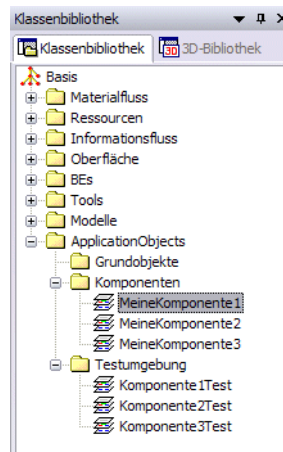 Klassenbibliothek
Klassenbibliothek 3D-Bibliothek
Basis
Materialfluss
Ressourcen
Informationsfluss
Oberfläche
BEs
Tools
Modelle
ApplicationObjects
Grundobjekte
Komponenten
MeineKomponente1
MeineKomponente2
MeineKomponente3
Testumgebung
Komponente1Test
Komponente2Test
Komponente3Test